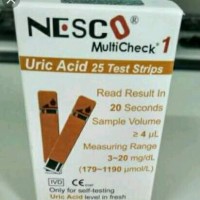 NESCO®
MultiCheck® 1
Uric Acid 25 Test Strips
Read Result In
20 Seconds
Sample Volume
≥ 4 μL
Measuring Range
3~20 mg/dL
(179~1190 μmol/L)
IVD CE
Only for self-testing
Uric Acid level in fresh